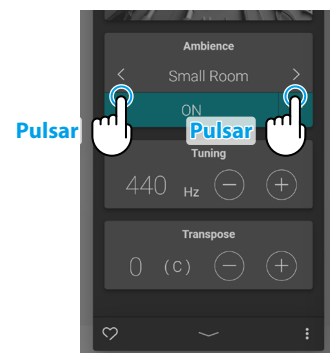 Ambience
< Small Room >
ON
Pulsar
Pulsar
Tuning
440 Hz − +
Transpose
0 (C) − +